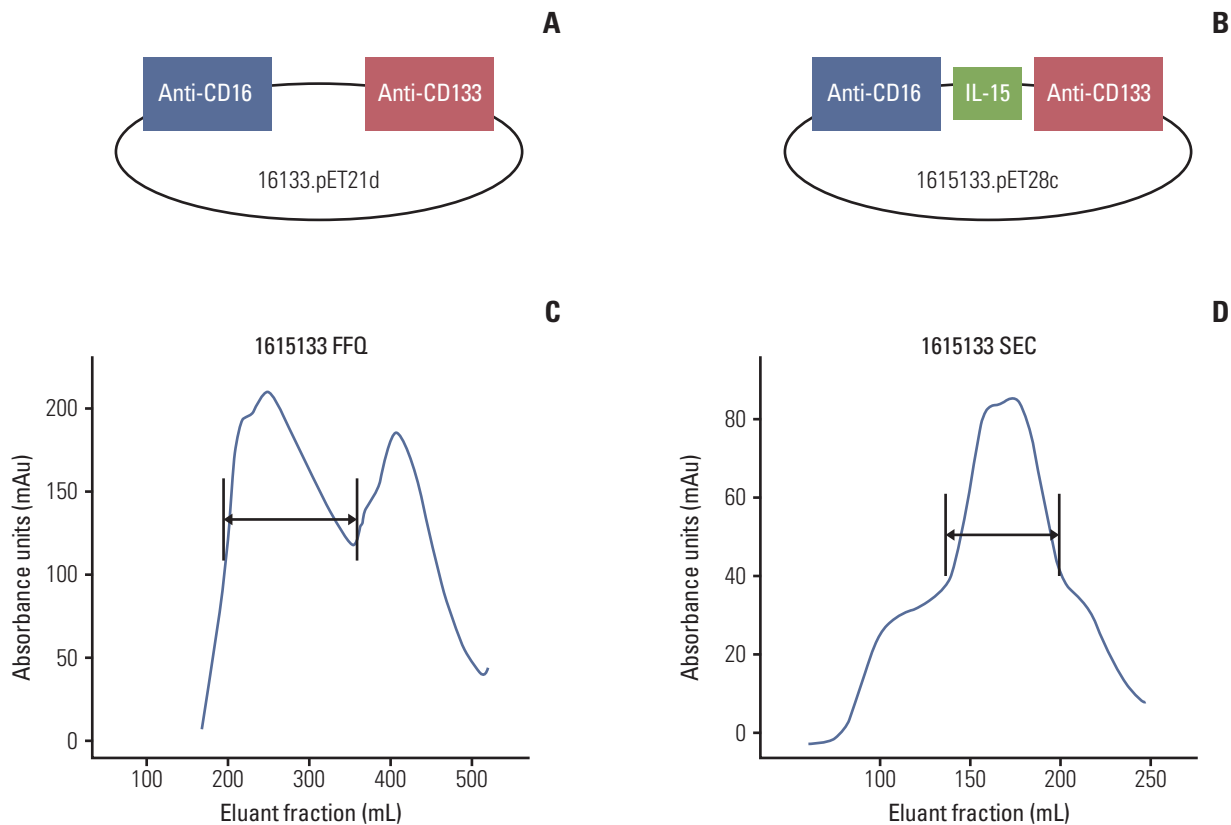 A
Anti-CD16
Anti-CD133
16133.pET21d
B
Anti-CD16
IL-15
Anti-CD133
1615133.pET28c
C
1615133 FFQ
Absorbance units (mAu)
200
150
100
50
0
100
200
300
400
500
Eluant fraction (mL)
D
1615133 SEC
Absorbance units (mAu)
80
60
40
20
0
100
150
200
250
Eluant fraction (mL)